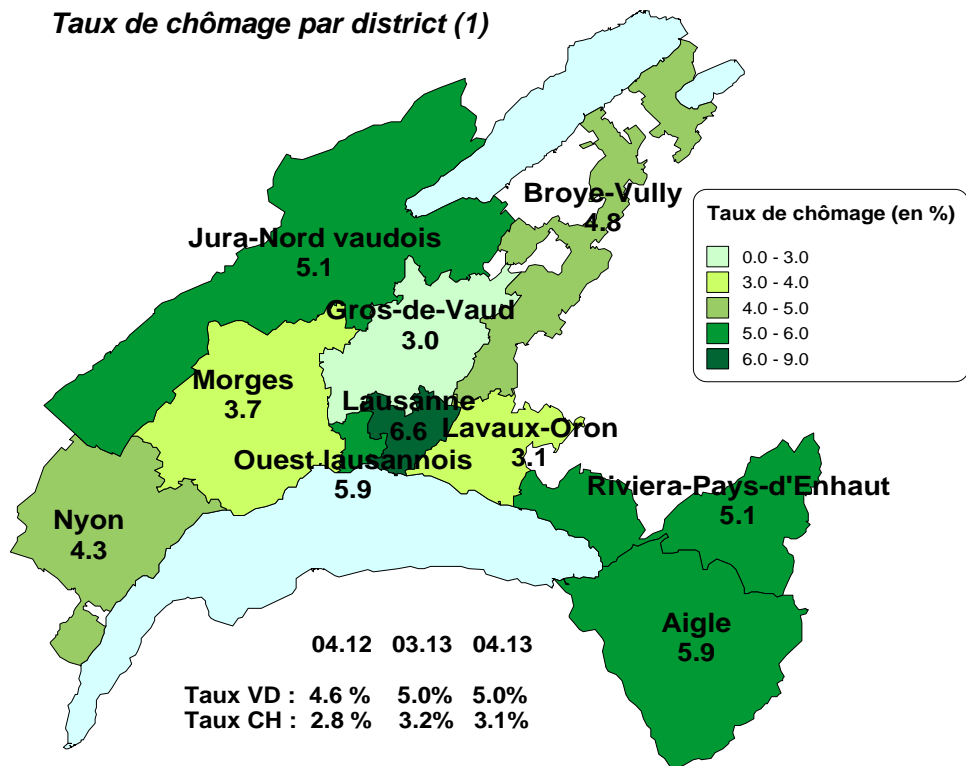 Taux de chômage par district (1)
Broye-Vully
4.8
Taux de chômage (en %)
0.0 - 3.0
3.0 - 4.0
4.0 - 5.0
5.0 - 6.0
6.0 - 9.0
Jura-Nord vaudois
5.1
Gros-de-Vaud
3.0
Morges
3.7
Lausanne
6.6
Lavaux-Oron
3.1
Ouest lausannois
5.9
Riviera-Pays-d'Enhaut
5.1
Nyon
4.3
Aigle
5.9
04.12 03.13 04.13
Taux VD : 4.6 % 5.0% 5.0%
Taux CH : 2.8 % 3.2% 3.1%